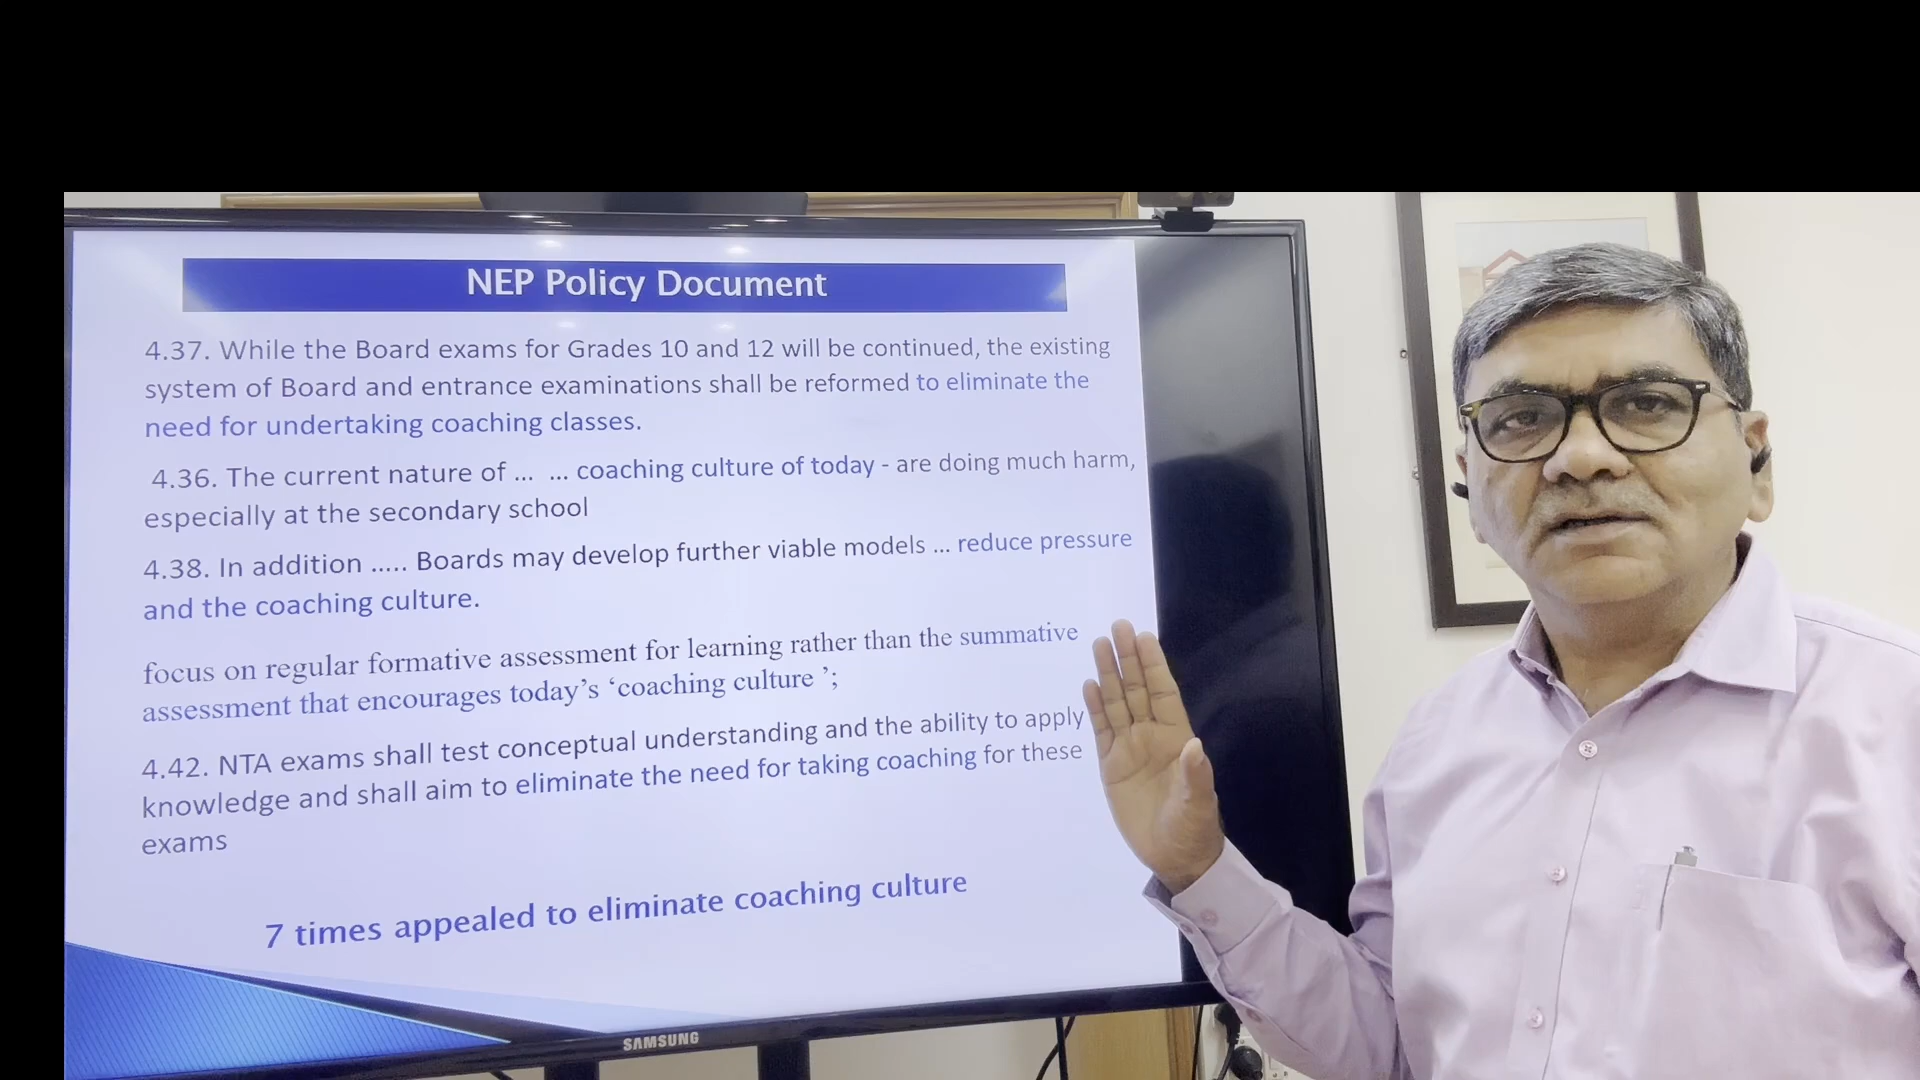 NEP Policy Document
4.37. While the Board exams for Grades 10 and 12 will be continued, the existing
system of Board and entrance examinations shall be reformed to eliminate the
need for undertaking coaching classes.
4.36. The current nature of ... ... coaching culture of today - are doing much harm,
especially at the secondary school
4.38. In addition ..... Boards may develop further viable models ... reduce pressure
and the coaching culture.
focus on regular formative assessment for learning rather than the summative
assessment that encourages today’s ‘coaching culture ’;
4.42. NTA exams shall test conceptual understanding and the ability to apply
knowledge and shall aim to eliminate the need for taking coaching for these
exams
7 times appealed to eliminate coaching culture
SAMSUNG